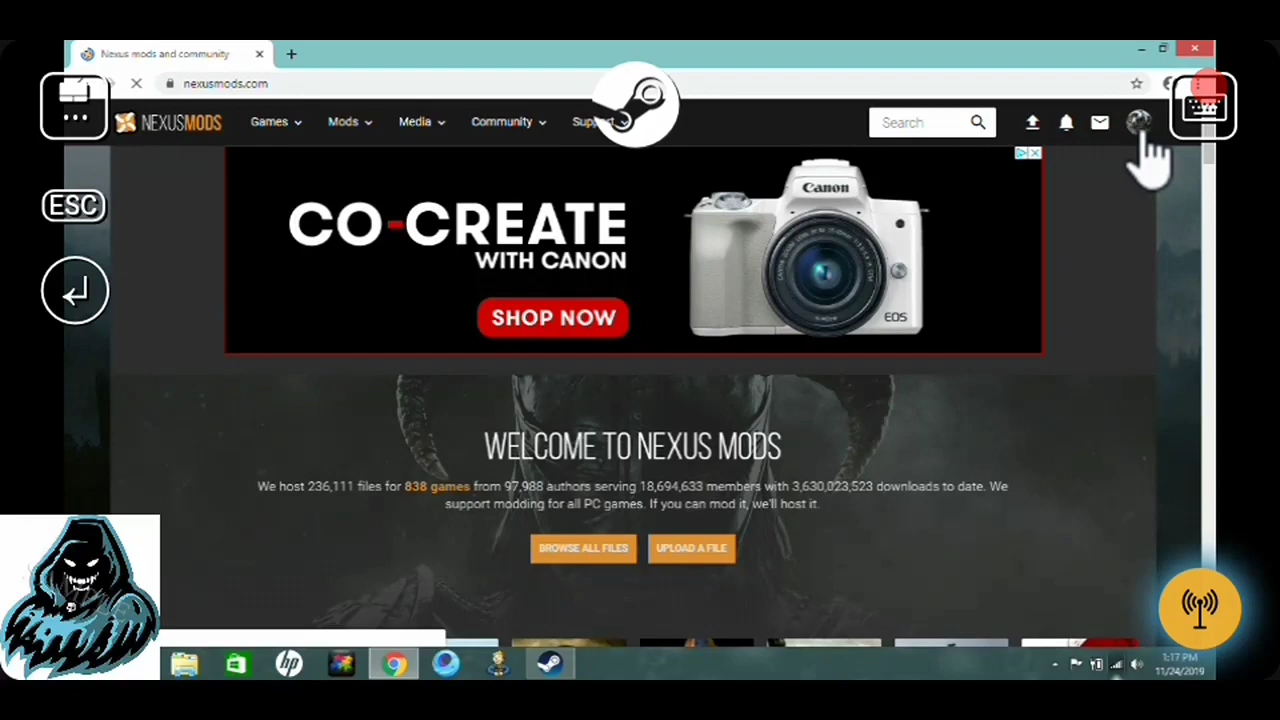 Nexus mods and community
nexusmods.com
NEXUSMODS Games Mods Media Community Support Search
ESC
CO-CREATE
WITH CANON
SHOP NOW
Canon
EOS
WELCOME TO NEXUS MODS
We host 236,111 files for 838 games from 97,988 authors serving 18,694,633 members with 3,630,023,523 downloads to date. We
support modding for all PC games. If you can mod it, we'll host it.
BROWSE ALL FILES UPLOAD A FILE
hp
1:17 PM
11/24/2019